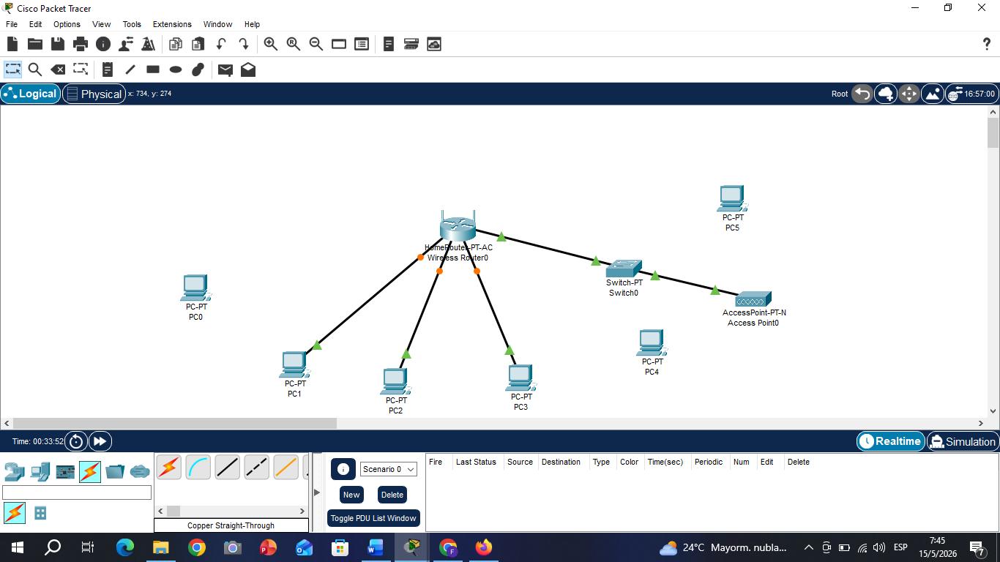 Cisco Packet Tracer
File Edit Options View Tools Extensions Window Help
Logical Physical x: 734, y: 274 Root 16:57:00
PC-PT
PC5
HomeRouter-PT-AC
Wireless Router0
Switch-PT
Switch0
PC-PT
PC0
AccessPoint-PT-N
Access Point0
PC-PT
PC4
PC-PT
PC1
PC-PT
PC2
PC-PT
PC3
Time: 00:33:52 Realtime Simulation
Scenario 0
New Delete
Toggle PDU List Window
Fire Last Status Source Destination Type Color Time(sec) Periodic Num Edit Delete
Copper Straight-Through
24°C Mayorm. nubla... ESP 7:45
15/5/2026
7